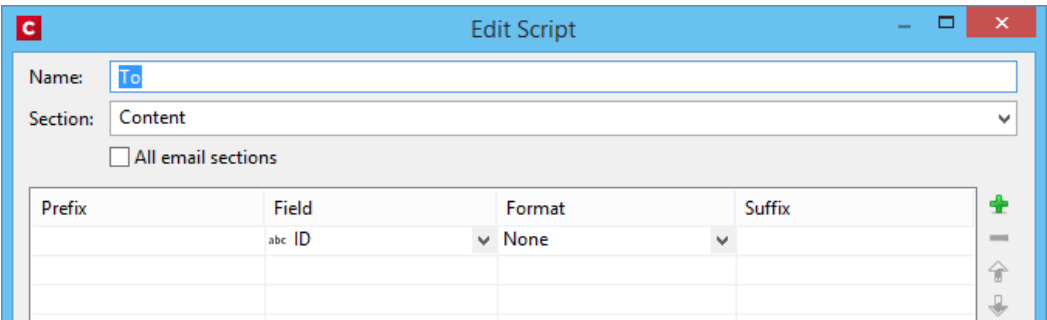 C
Edit Script
Name: To
Section: Content
All email sections
Prefix Field Format Suffix
abc ID None